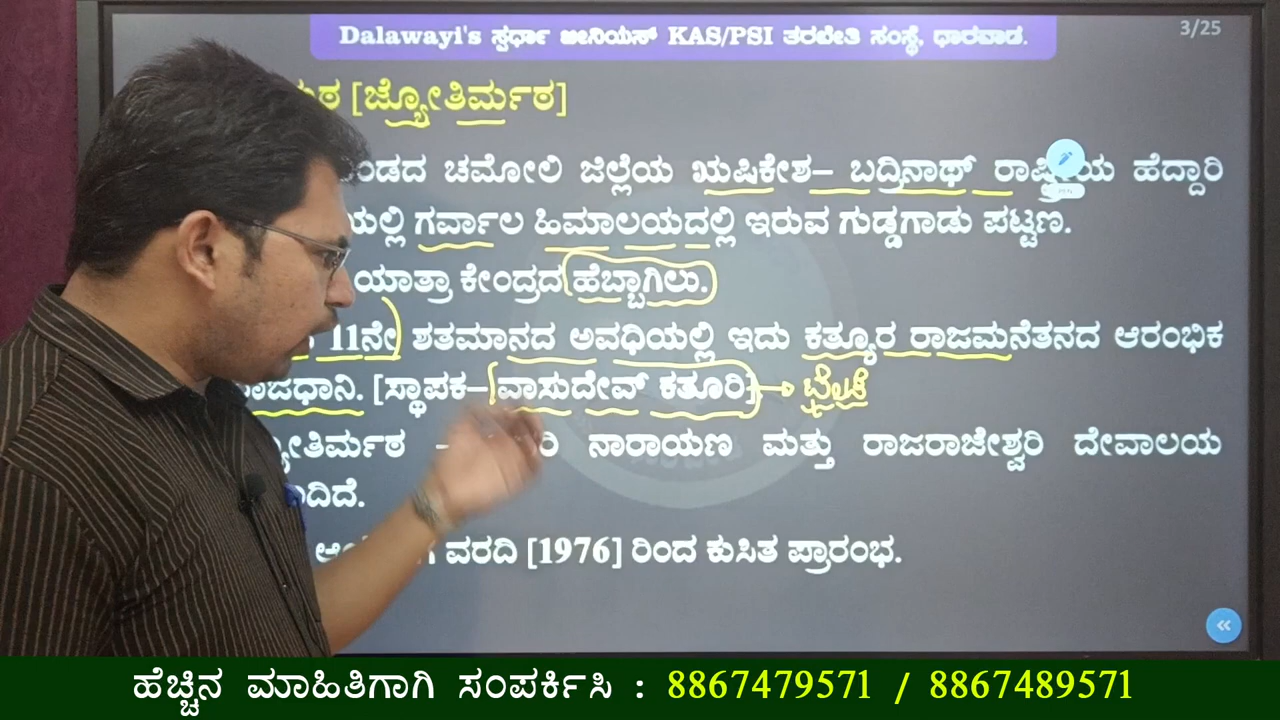 Dalawayi's ಸ್ಪರ್ಧಾ ಜೀನಿಯಸ್ KAS/PSI ತರಬೇತಿ ಸಂಸ್ಥೆ, ಧಾರವಾಡ.
3/25
[ಜ್ಯೋತಿರ್ಮಠ]
ಚಮೋಲಿ ಜಿಲ್ಲೆಯ ಋಷಿಕೇಶ– ಬದ್ರಿನಾಥ್ ರಾಷ್ಟ್ರೀಯ ಹೆದ್ದಾರಿ
ಗರ್ವಾಲ ಹಿಮಾಲಯದಲ್ಲಿ ಇರುವ ಗುಡ್ಡಗಾಡು ಪಟ್ಟಣ.
ಯಾತ್ರಾ ಕೇಂದ್ರದ ಹೆಬ್ಬಾಗಿಲು.
11ನೇ ಶತಮಾನದ ಅವಧಿಯಲ್ಲಿ ಇದು ಕತ್ಯೂರ ರಾಜಮನೆತನದ ಆರಂಭಿಕ
ರಾಜಧಾನಿ. [ಸ್ಥಾಪಕ– ವಾಸುದೇವ್ ಕತೂರಿ]
ನಾರಾಯಣ ಮತ್ತು ರಾಜರಾಜೇಶ್ವರಿ ದೇವಾಲಯ
ವರದಿ [1976] ರಿಂದ ಕುಸಿತ ಪ್ರಾರಂಭ.
ಹೆಚ್ಚಿನ ಮಾಹಿತಿಗಾಗಿ ಸಂಪರ್ಕಿಸಿ : 8867479571 / 8867489571